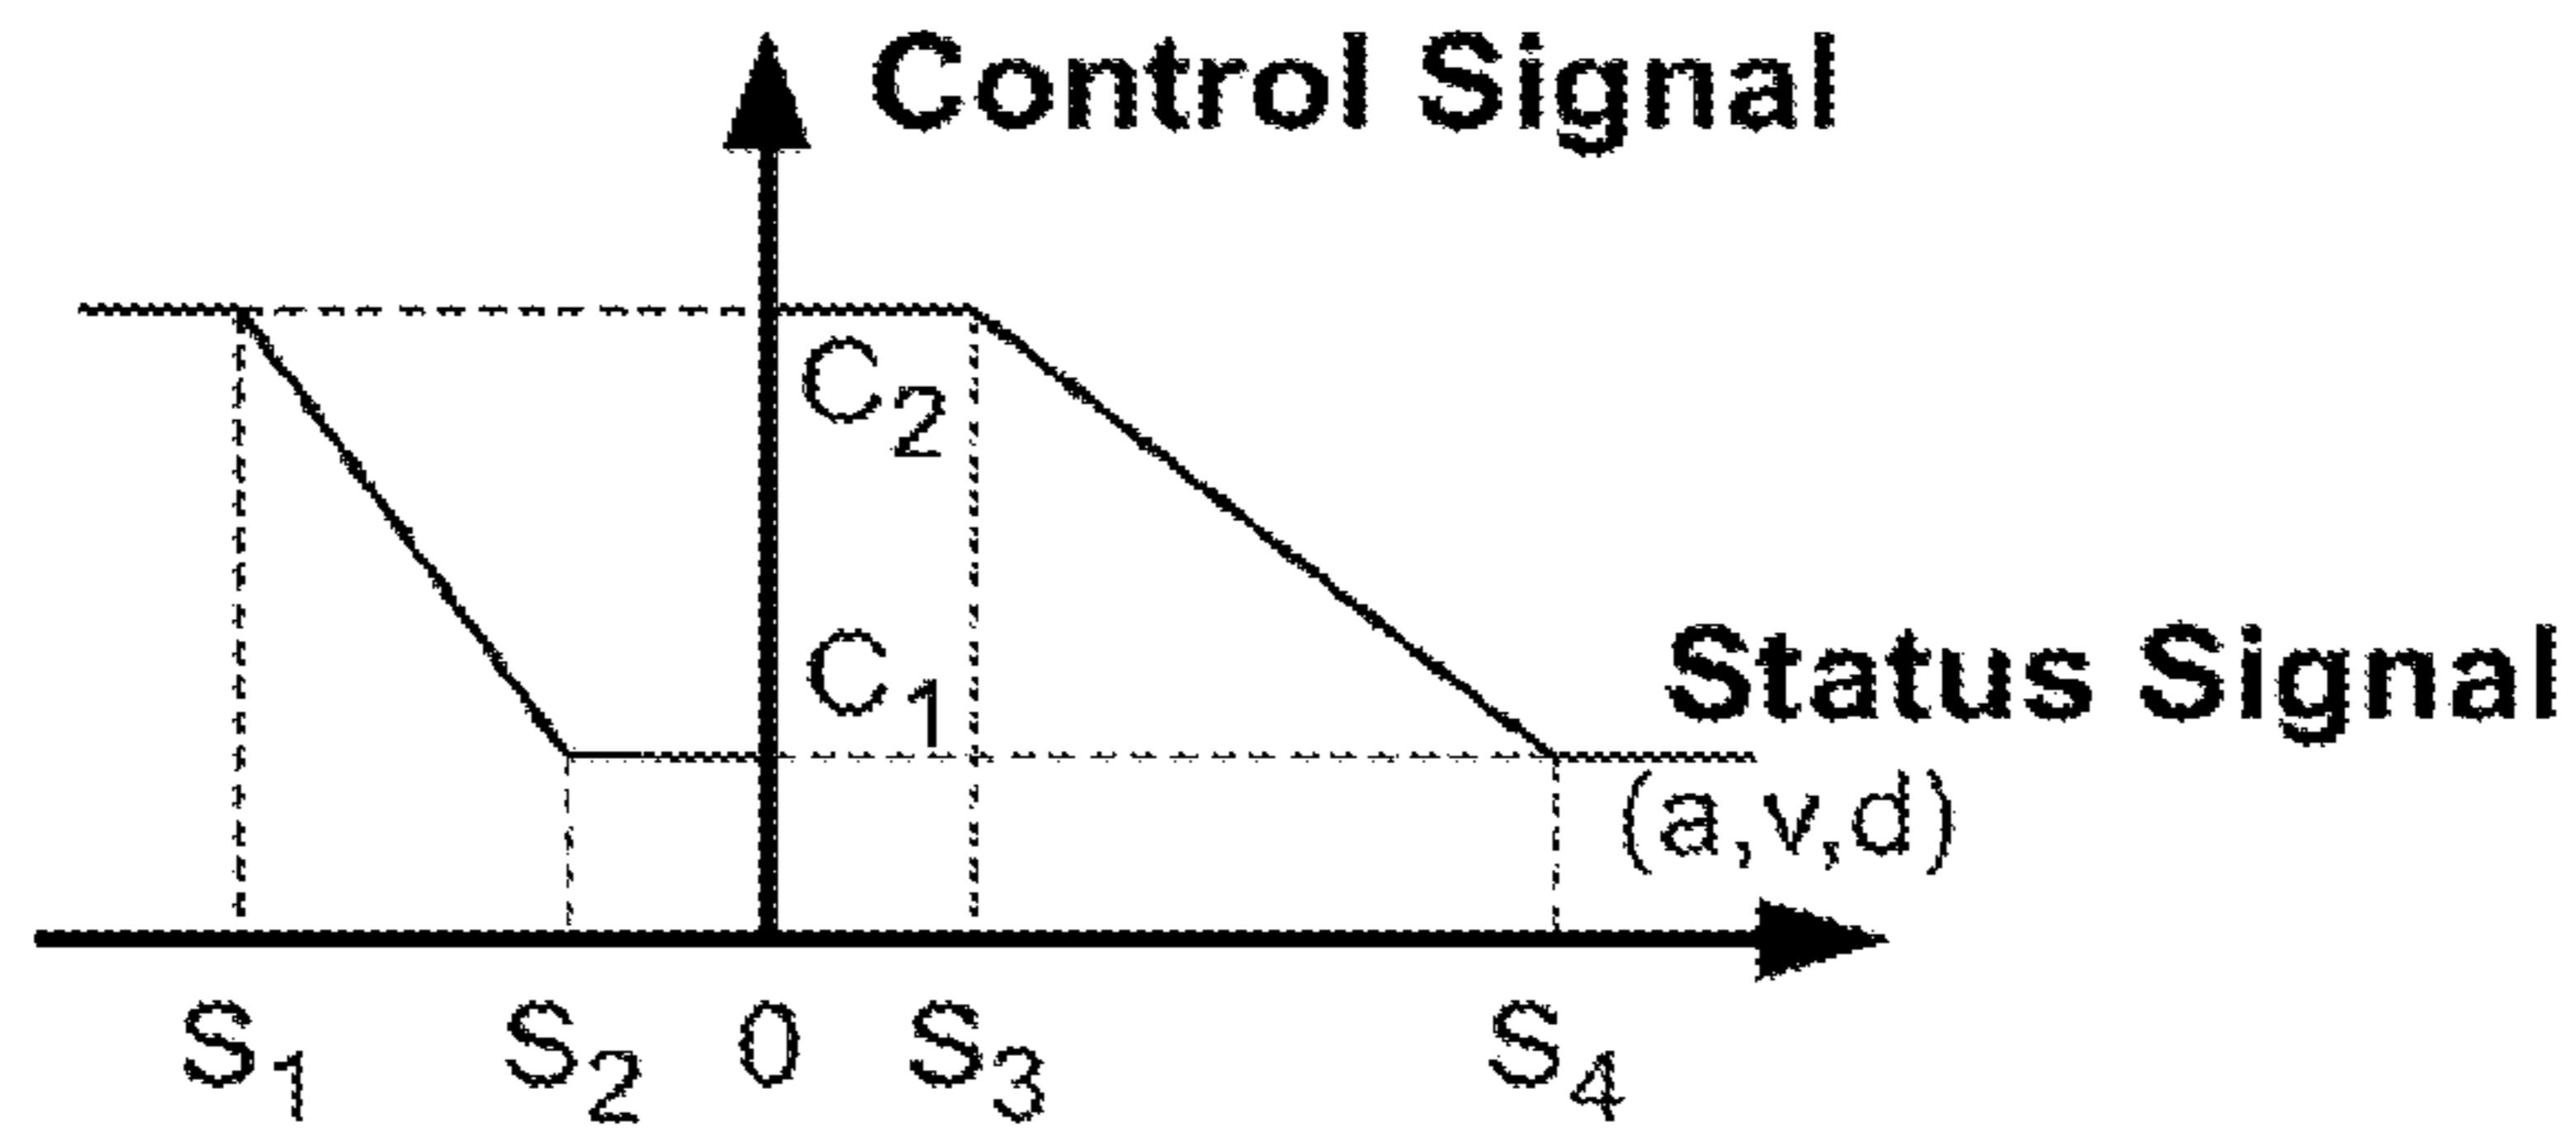 Control Signal
C2
C1
Status Signal
(a,v,d)
S1 S2 0 S3 S4